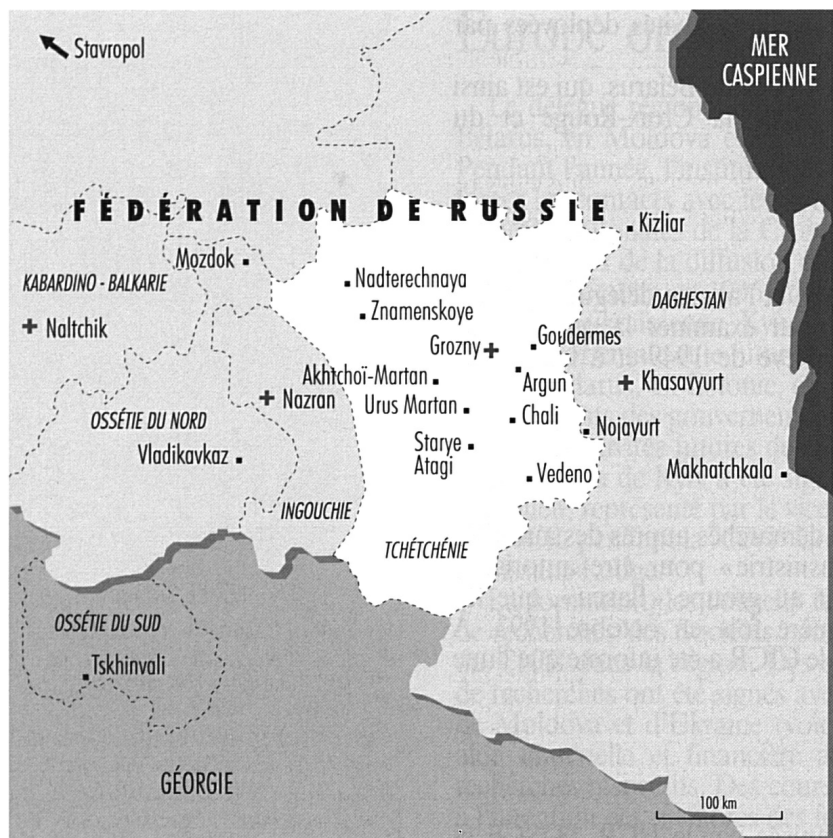 Stavropol
MER
CASPIENNE
FÉDÉRATION DE RUSSIE
Kizliar
Mozdok
KABARDINO - BALKARIE
Nadterechnaya
DAGHESTAN
Znamenskoye
Naltchik
Goudermes
Grozny
Akhtchoï-Martan
Argun
Khasavyurt
Nazran
Urus Martan
OSSÉTIE DU NORD
Chali
Nojayurt
Starye
Atagi
Vladikavkaz
Makhatchkala
Vedeno
INGOUCHIE
TCHÉTCHÉNIE
OSSÉTIE DU SUD
Tskhinvali
GÉORGIE
100 km